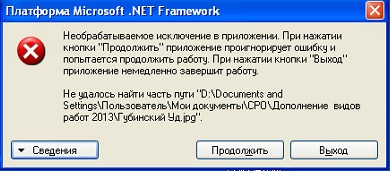 Платформа Microsoft .NET Framework
Необрабатываемое исключение в приложении. При нажатии
кнопки "Продолжить" приложение проигнорирует ошибку и
попытается продолжить работу. При нажатии кнопки "Выход"
приложение немедленно завершит работу.
Не удалось найти часть пути "D:\Documents and
Settings\Пользователь\Мои документы\СРО\Дополнение видов
работ 2013\Губинский Уд.jpg".
Сведения
Продолжить
Выход